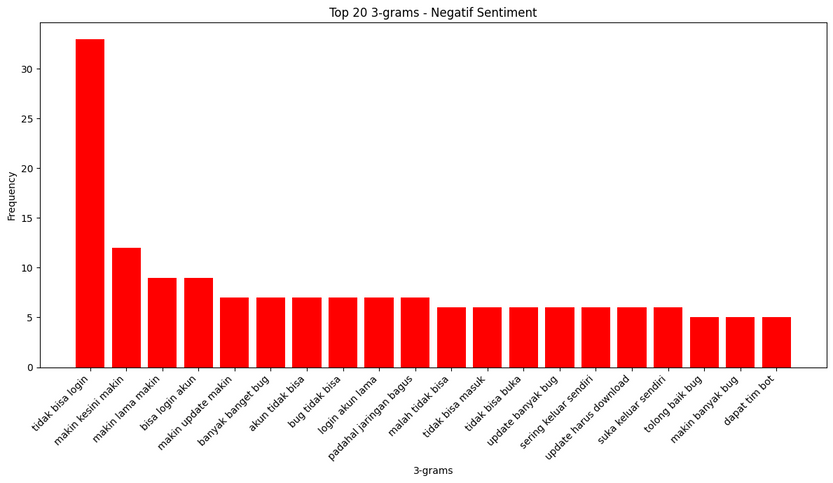 Top 20 3-grams - Negatif Sentiment
Frequency
30
25
20
15
10
5
0
tidak bisa login
makin kesini makin
makin lama makin
bisa login akun
makin update makin
banyak banget bug
akun tidak bisa
bug tidak bisa
login akun lama
padahal jaringan bagus
malah tidak bisa
tidak bisa masuk
tidak bisa buka
update banyak bug
sering keluar sendiri
update harus download
suka keluar sendiri
tolong baik bug
makin banyak bug
dapat tim bot
3-grams